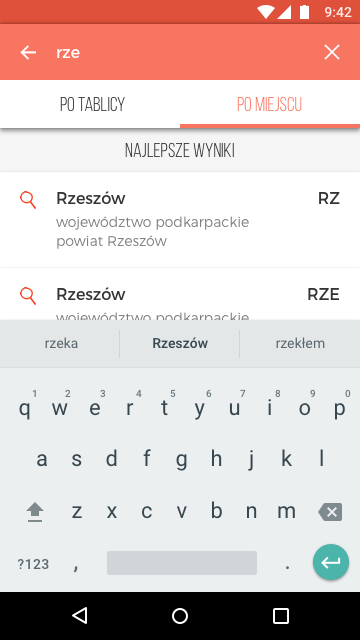 9:42
rze
PO TABLICY PO MIEJSCU
NAJLEPSZE WYNIKI
Rzeszów RZ
województwo podkarpackie
powiat Rzeszów
Rzeszów RZE
województwo podkarpackie
rzeka Rzeszów rzekłem
1 2 3 4 5 6 7 8 9 0
q w e r t y u i o p
a s d f g h j k l
z x c v b n m
?123 , .